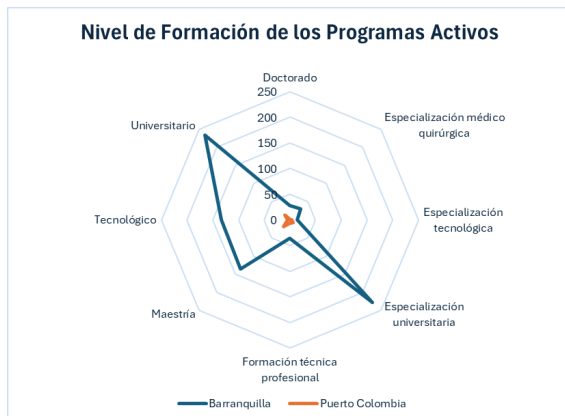 Nivel de Formación de los Programas Activos
Doctorado
250
200
150
100
50
0
Especialización médico
quirúrgica
Especialización
tecnológica
Especialización
universitaria
Formación técnica
profesional
Maestría
Tecnológico
Universitario
Barranquilla
Puerto Colombia